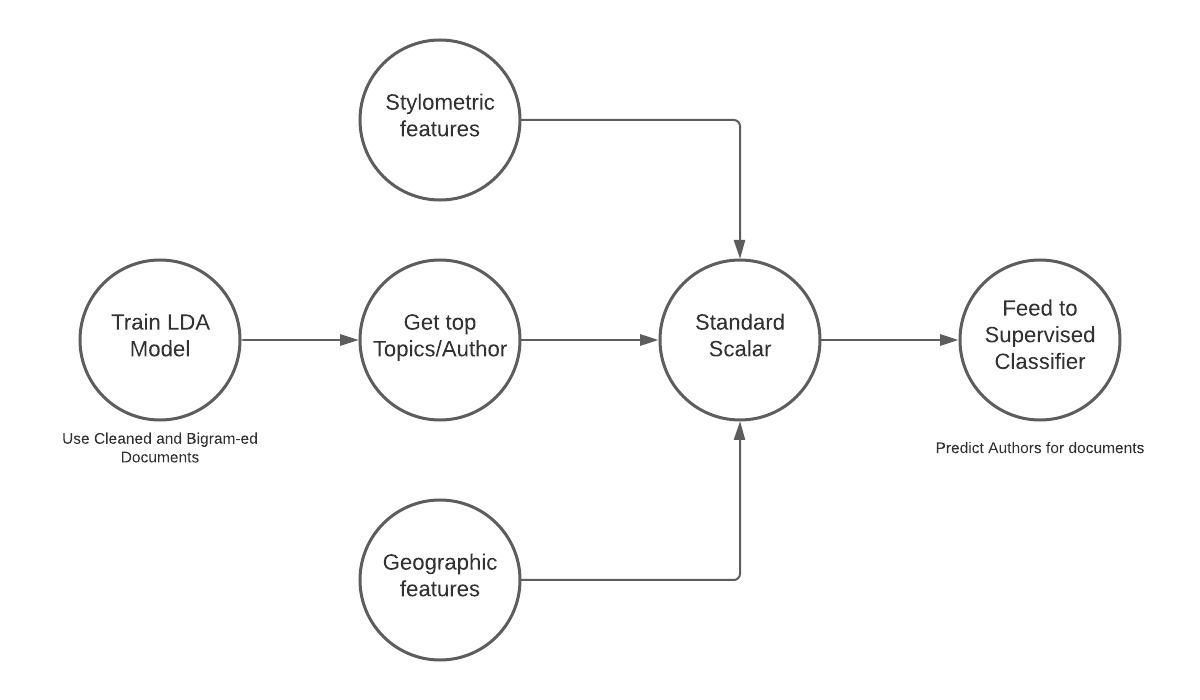 Stylometric
features
Train LDA
Model
Use Cleaned and Bigram-ed
Documents
Get top
Topics/Author
Standard
Scalar
Feed to
Supervised
Classifier
Predict Authors for documents
Geographic
features